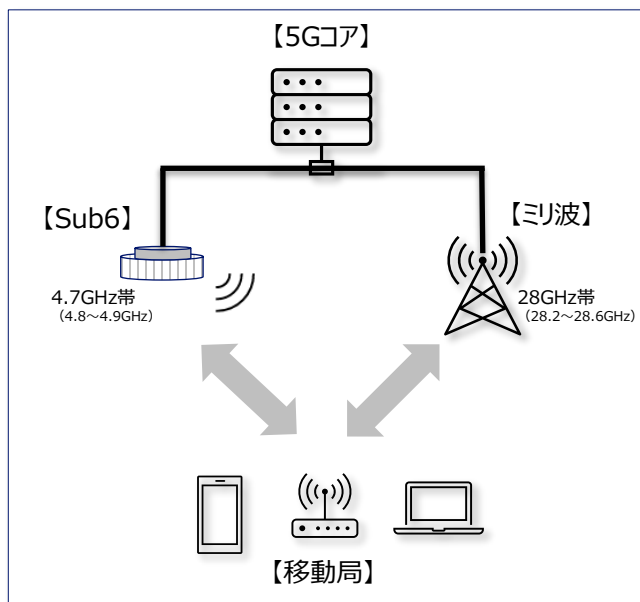 【5Gコア】
【Sub6】
4.7GHz帯
（4.8～4.9GHz）
【ミリ波】
28GHz帯
（28.2～28.6GHz）
【移動局】